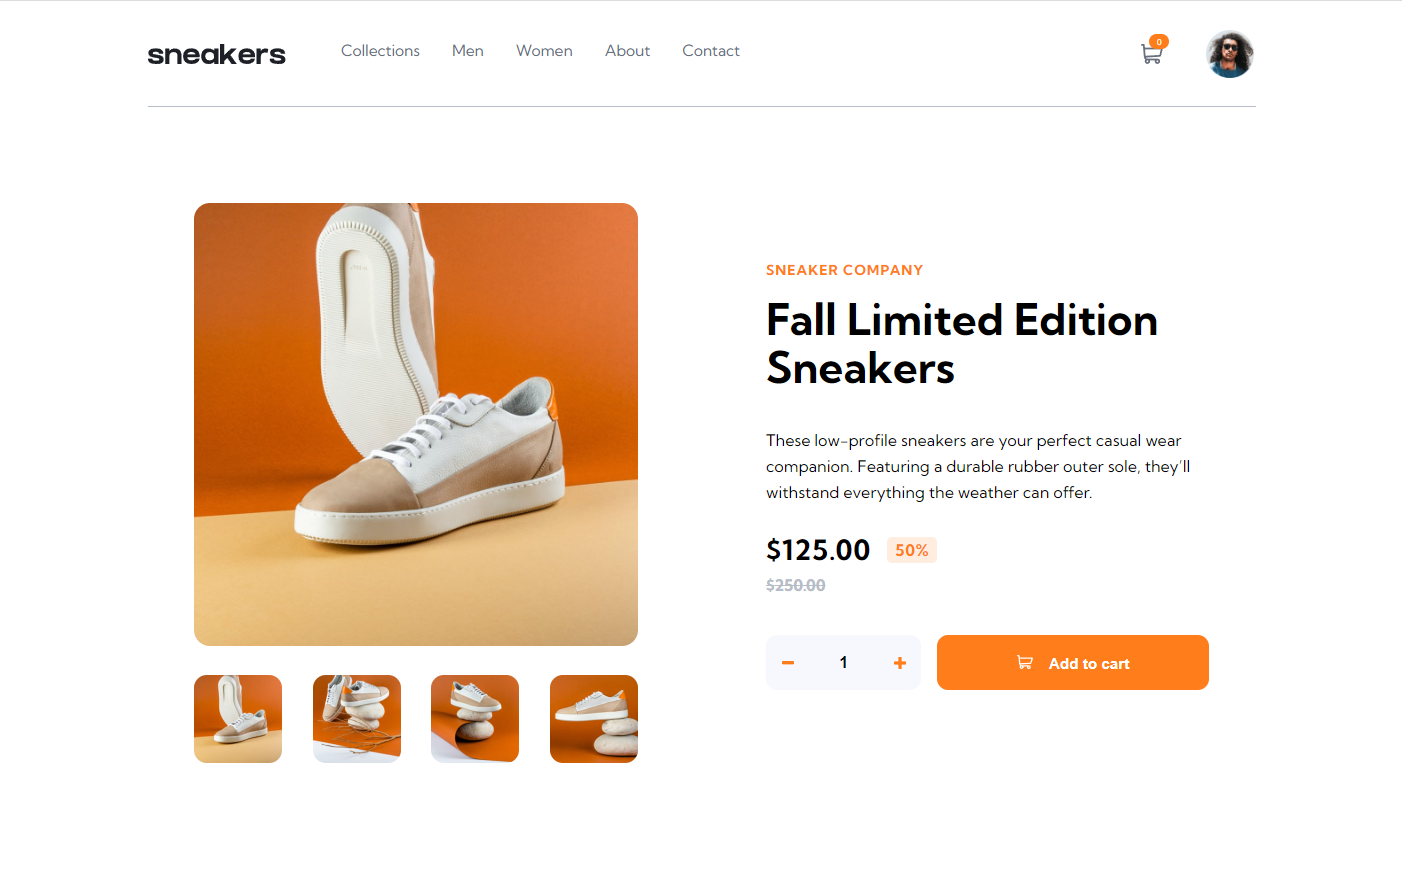 sneakers
Collections
Men
Women
About
Contact
0
SNEAKER COMPANY
Fall Limited Edition
Sneakers
These low-profile sneakers are your perfect casual wear
companion. Featuring a durable rubber outer sole, they'll
withstand everything the weather can offer.
$125.00
50%
$250.00
1
Add to cart